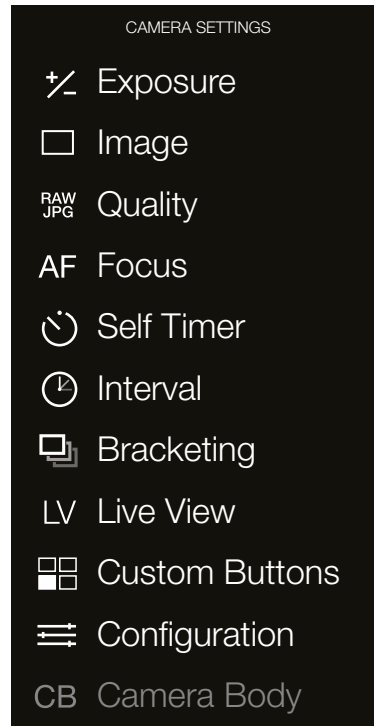 CAMERA SETTINGS
+/- Exposure
Image
RAW JPG Quality
AF Focus
Self Timer
Interval
Bracketing
LV Live View
Custom Buttons
Configuration
CB Camera Body